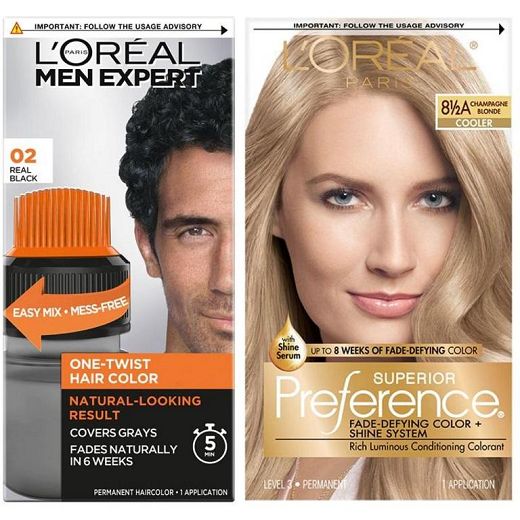 IMPORTANT: FOLLOW THE USAGE ADVISORY
L'ORÉAL
PARIS
MEN EXPERT
02
REAL
BLACK
EASY MIX • MESS-FREE
ONE-TWIST
HAIR COLOR
NATURAL-LOOKING
RESULT
COVERS GRAYS
FADES NATURALLY
IN 6 WEEKS
5
MIN
PERMANENT HAIRCOLOR • 1 APPLICATION
IMPORTANT: FOLLOW THE USAGE ADVISORY
L'ORÉAL
PARIS
8½A CHAMPAGNE
BLONDE
COOLER
with
Shine
Serum
UP TO 8 WEEKS OF FADE-DEFYING COLOR
SUPERIOR
Preference®
FADE-DEFYING COLOR +
SHINE SYSTEM
Rich Luminous Conditioning Colorant
LEVEL 3 • PERMANENT
1 APPLICATION